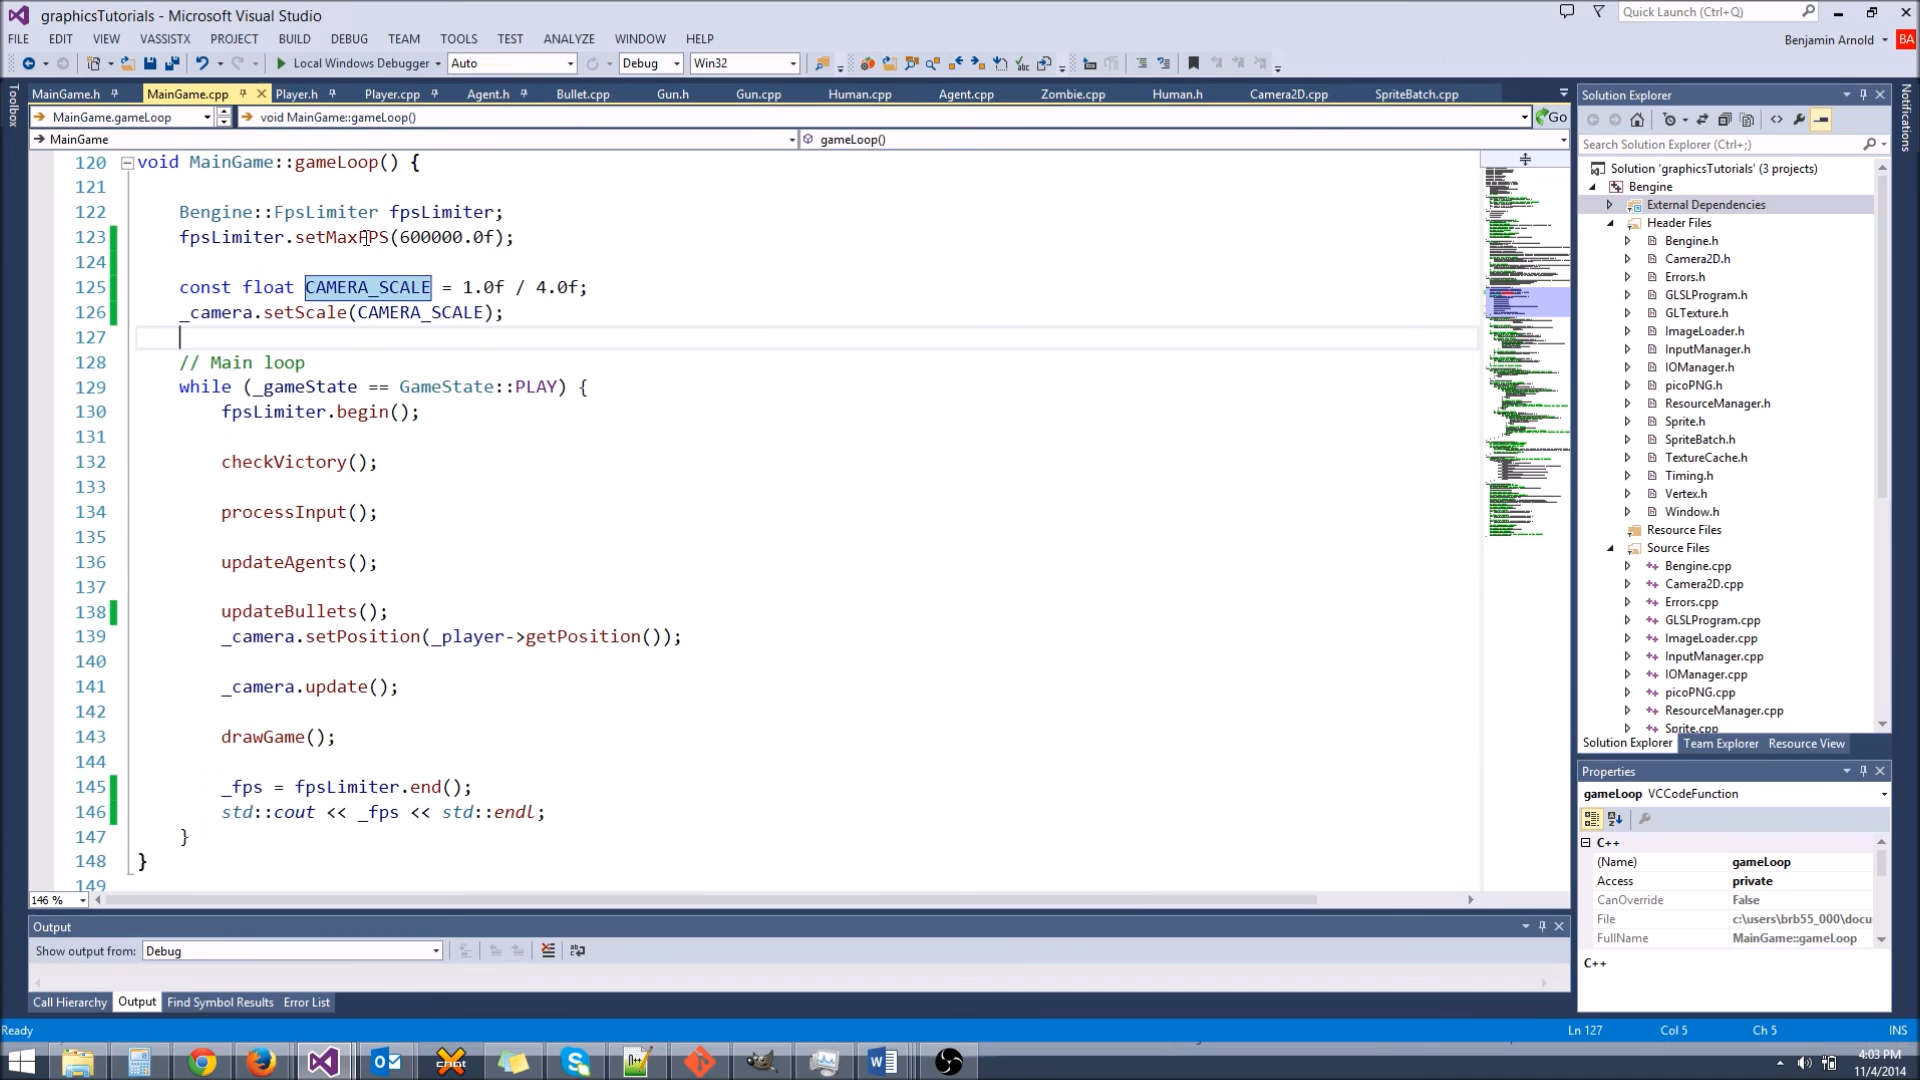 graphicsTutorials - Microsoft Visual Studio
Quick Launch (Ctrl+Q)
FILE EDIT VIEW VASSISTX PROJECT BUILD DEBUG TEAM TOOLS TEST ANALYZE WINDOW HELP
Benjamin Arnold BA
Local Windows Debugger Auto Debug Win32
Toolbox
MainGame.h MainGame.cpp Player.h Player.cpp Agent.h Bullet.cpp Gun.h Gun.cpp Human.cpp Agent.cpp Zombie.cpp Human.h Camera2D.cpp SpriteBatch.cpp
MainGame.gameLoop void MainGame::gameLoop() Go
MainGame gameLoop()
120 void MainGame::gameLoop() {
121
122 Bengine::FpsLimiter fpsLimiter;
123 fpsLimiter.setMaxFPS(600000.0f);
124
125 const float CAMERA_SCALE = 1.0f / 4.0f;
126 _camera.setScale(CAMERA_SCALE);
127
128 // Main loop
129 while (_gameState == GameState::PLAY) {
130 fpsLimiter.begin();
131
132 checkVictory();
133
134 processInput();
135
136 updateAgents();
137
138 updateBullets();
139 _camera.setPosition(_player->getPosition());
140
141 _camera.update();
142
143 drawGame();
144
145 _fps = fpsLimiter.end();
146 std::cout << _fps << std::endl;
147 }
148 }
149
146 %
Output
Show output from: Debug
Call Hierarchy Output Find Symbol Results Error List
Solution Explorer
Search Solution Explorer (Ctrl+;)
Solution 'graphicsTutorials' (3 projects)
Bengine
External Dependencies
Header Files
Bengine.h
Camera2D.h
Errors.h
GLSLProgram.h
GLTexture.h
ImageLoader.h
InputManager.h
IOManager.h
picoPNG.h
ResourceManager.h
Sprite.h
SpriteBatch.h
TextureCache.h
Timing.h
Vertex.h
Window.h
Resource Files
Source Files
Bengine.cpp
Camera2D.cpp
Errors.cpp
GLSLProgram.cpp
ImageLoader.cpp
InputManager.cpp
IOManager.cpp
picoPNG.cpp
ResourceManager.cpp
Sprite.cpp
Solution Explorer Team Explorer Resource View
Properties
gameLoop VCCodeFunction
C++
(Name) gameLoop
Access private
CanOverride False
File c:\users\brb55_000\docu
FullName MainGame::gameLoop
C++
Notifications
Ready Ln 127 Col 5 Ch 5 INS
4:03 PM
11/4/2014